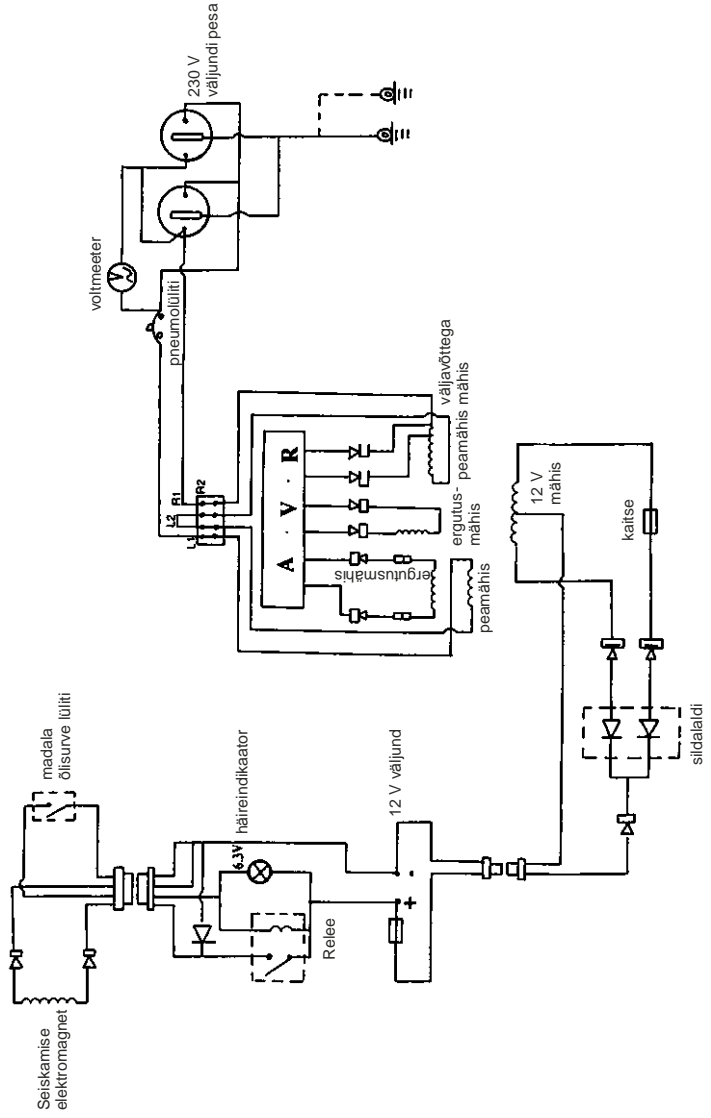 Seiskamise
elektromagnet
madala
õlisurve lüliti
häireindikaator
6.3V
Relee
12 V väljund
+
-
sildalaldi
kaitse
12 V
mähis
L1
L2
R1
R2
A . V . R
ergutusmähis
peamähis
ergutus-
mähis
peamähis mähis
väljavõttega
pneumolüliti
voltmeeter
V
230 V
väljundi pesa